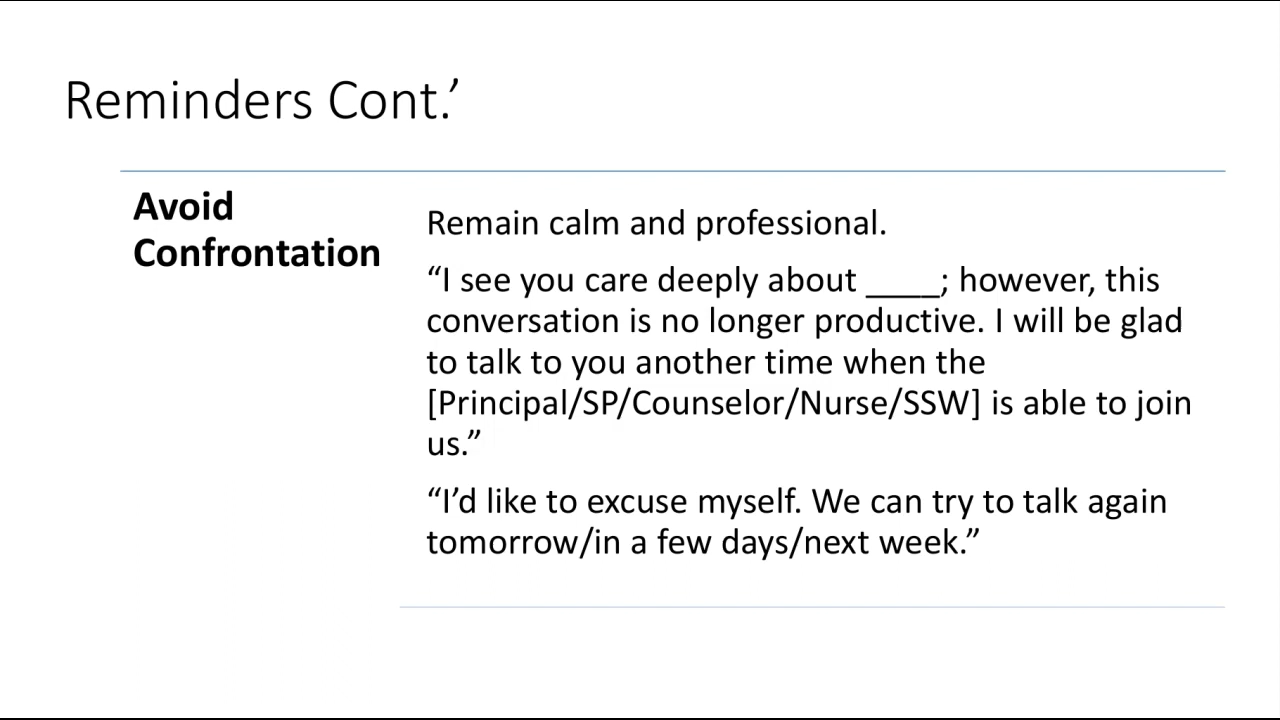 Reminders Cont.’
Avoid
Confrontation
Remain calm and professional.
“I see you care deeply about ____; however, this
conversation is no longer productive. I will be glad
to talk to you another time when the
[Principal/SP/Counselor/Nurse/SSW] is able to join
us.”
“I’d like to excuse myself. We can try to talk again
tomorrow/in a few days/next week.”